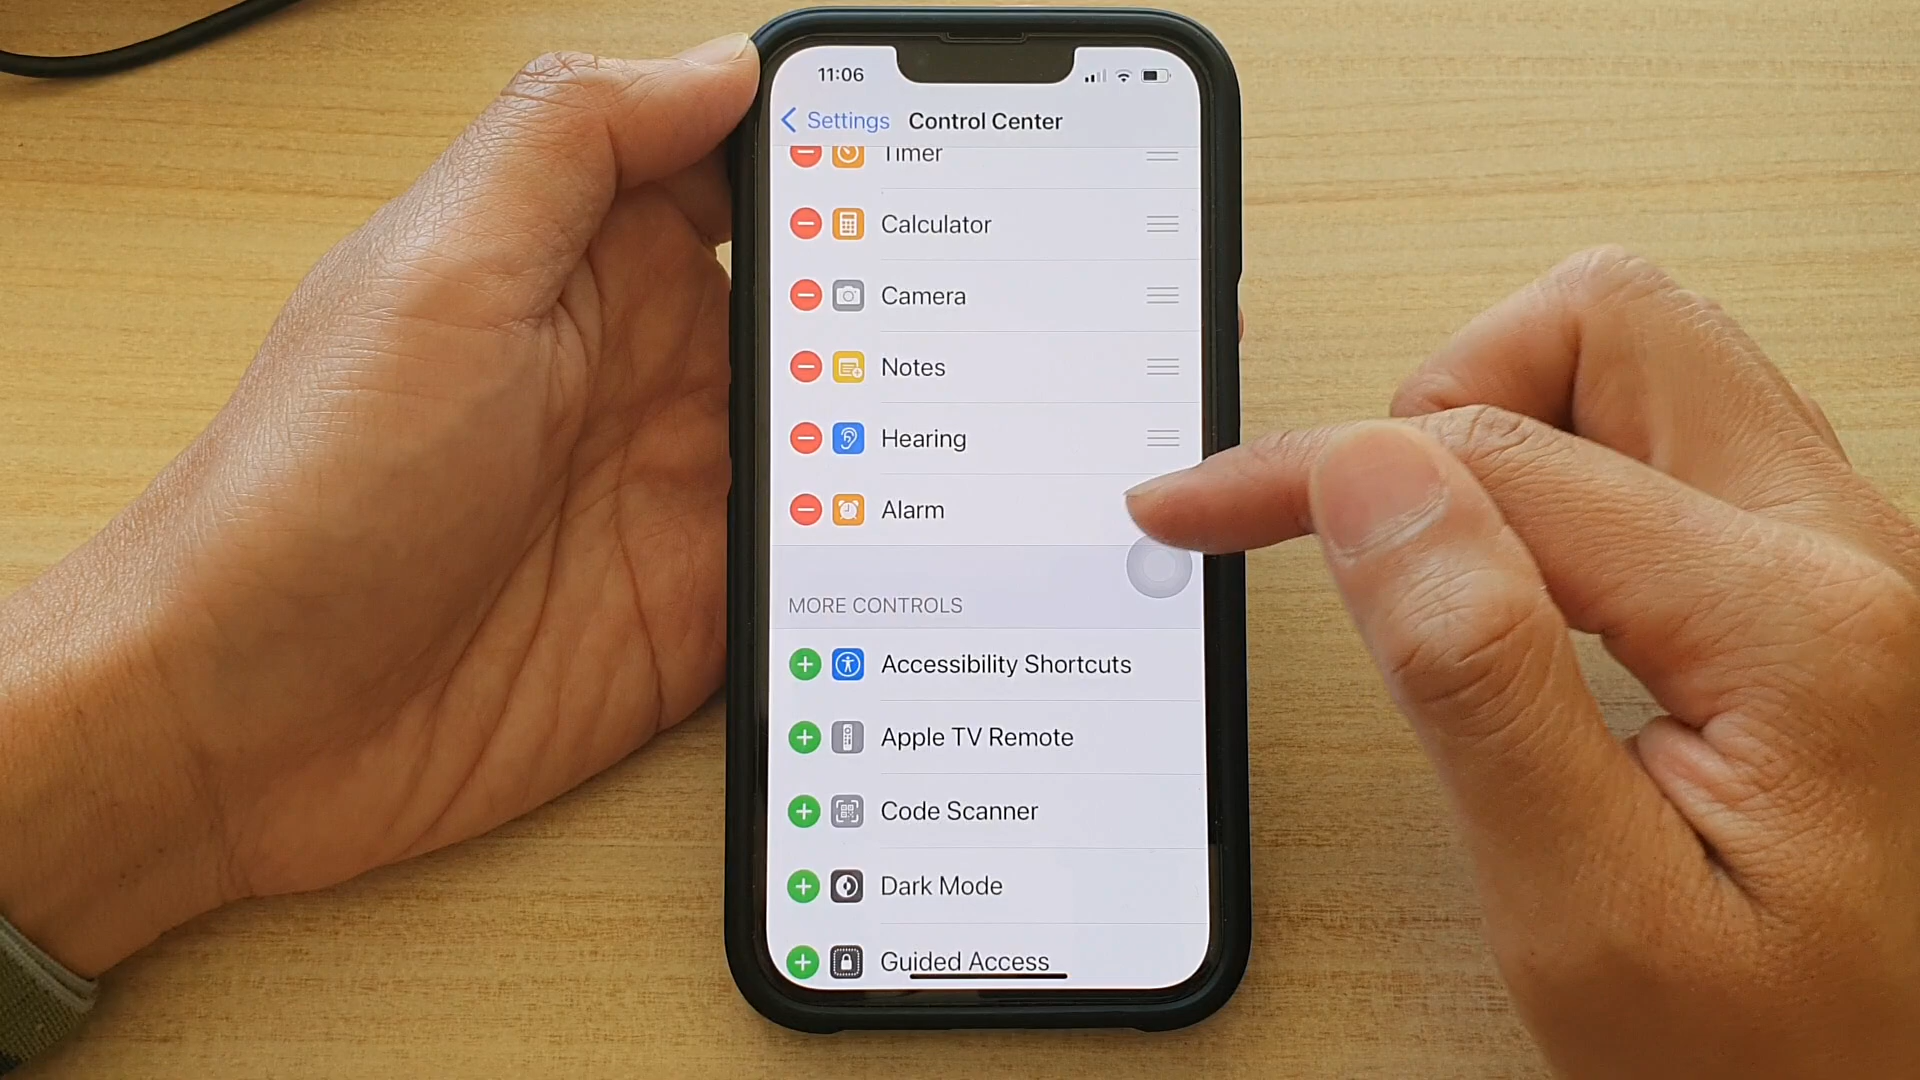 11:06
Settings Control Center
Timer
Calculator
Camera
Notes
Hearing
Alarm
MORE CONTROLS
Accessibility Shortcuts
Apple TV Remote
Code Scanner
Dark Mode
Guided Access